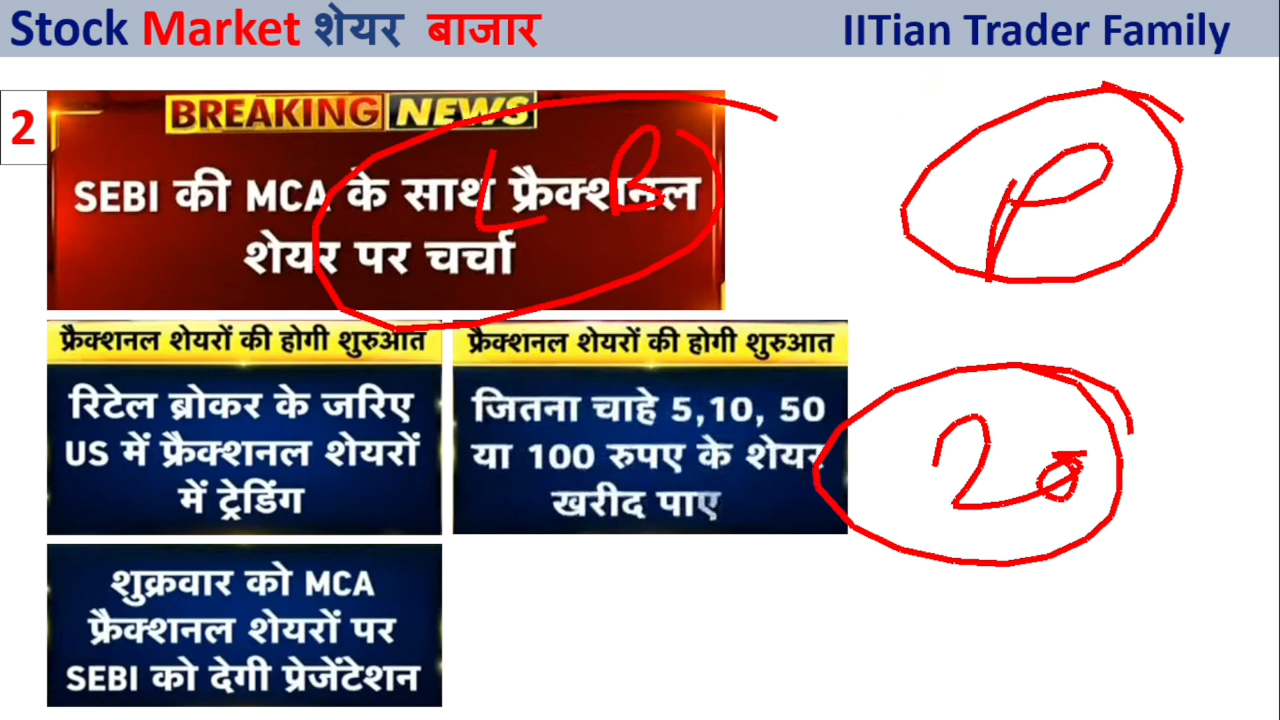 Stock Market शेयर बाजार
IITian Trader Family
2
BREAKING NEWS
SEBI की MCA के साथ फ्रैक्शनल
शेयर पर चर्चा
L B
P
फ्रैक्शनल शेयरों की होगी शुरुआत
रिटेल ब्रोकर के जरिए
US में फ्रैक्शनल शेयरों
में ट्रेडिंग
फ्रैक्शनल शेयरों की होगी शुरुआत
जितना चाहे 5,10, 50
या 100 रुपए के शेयर
खरीद पाए
20
शुक्रवार को MCA
फ्रैक्शनल शेयरों पर
SEBI को देगी प्रेजेंटेशन